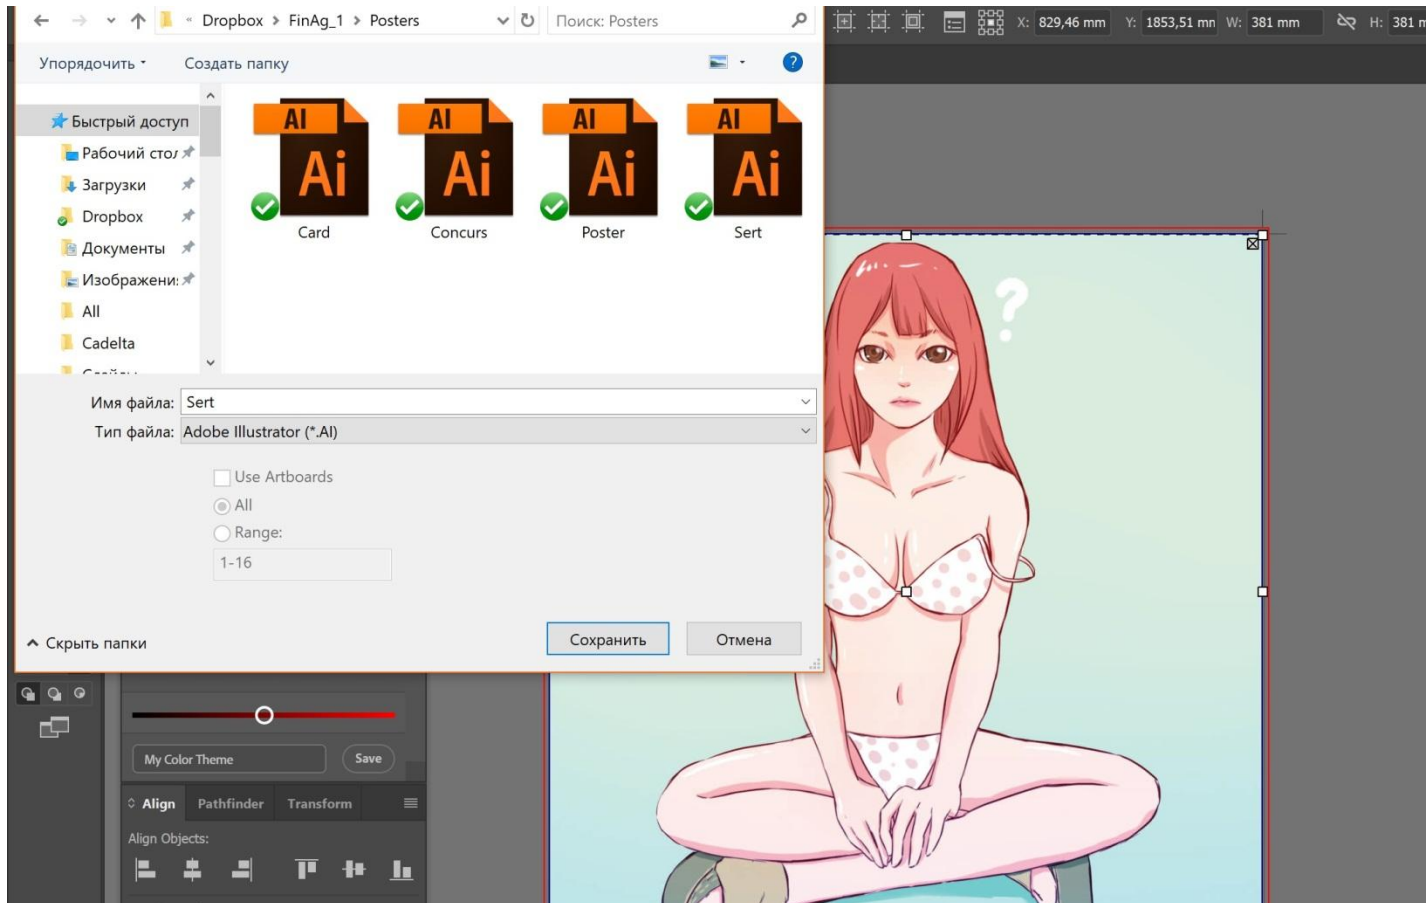 « Dropbox > FinAg_1 > Posters
Поиск: Posters
X: 829,46 mm Y: 1853,51 mm W: 381 mm H: 381 m
Упорядочить Создать папку
Быстрый доступ
Рабочий стол
Загрузки
Dropbox
Документы
Изображени:
All
Cadelta
AI Ai
AI Ai
AI Ai
AI Ai
Card Concurs Poster Sert
Имя файла: Sert
Тип файла: Adobe Illustrator (*.AI)
Use Artboards
All
Range:
1-16
Скрыть папки
Сохранить Отмена
?
My Color Theme Save
Align Pathfinder Transform
Align Objects: